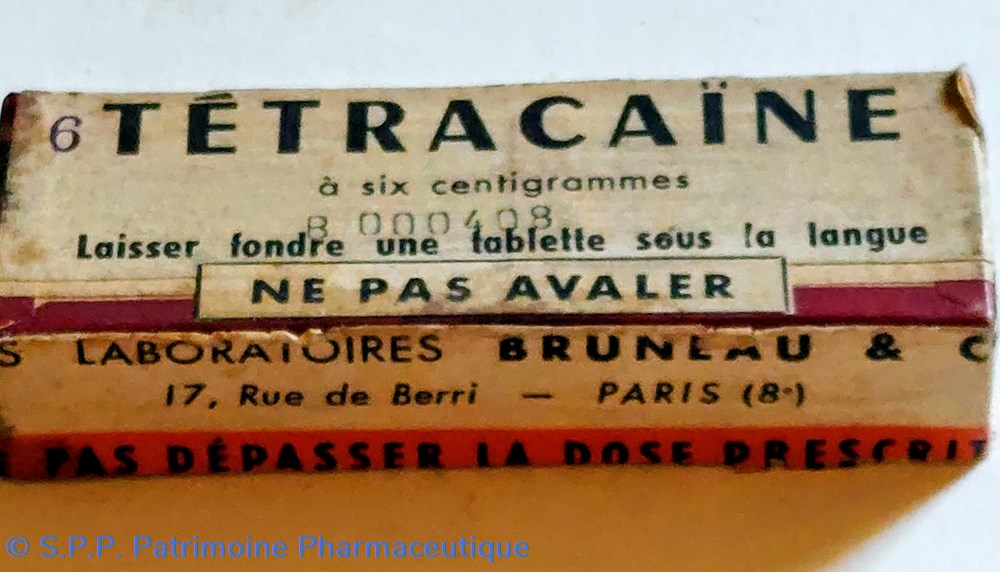 6 TÉTRACAÏNE
à six centigrammes
B 000408
Laisser fondre une tablette sous la langue
NE PAS AVALER
S LABORATOIRES BRUNEAU & C
17, Rue de Berri — PARIS (8e)
E PAS DÉPASSER LA DOSE PRESCRIT
© S.P.P. Patrimoine Pharmaceutique